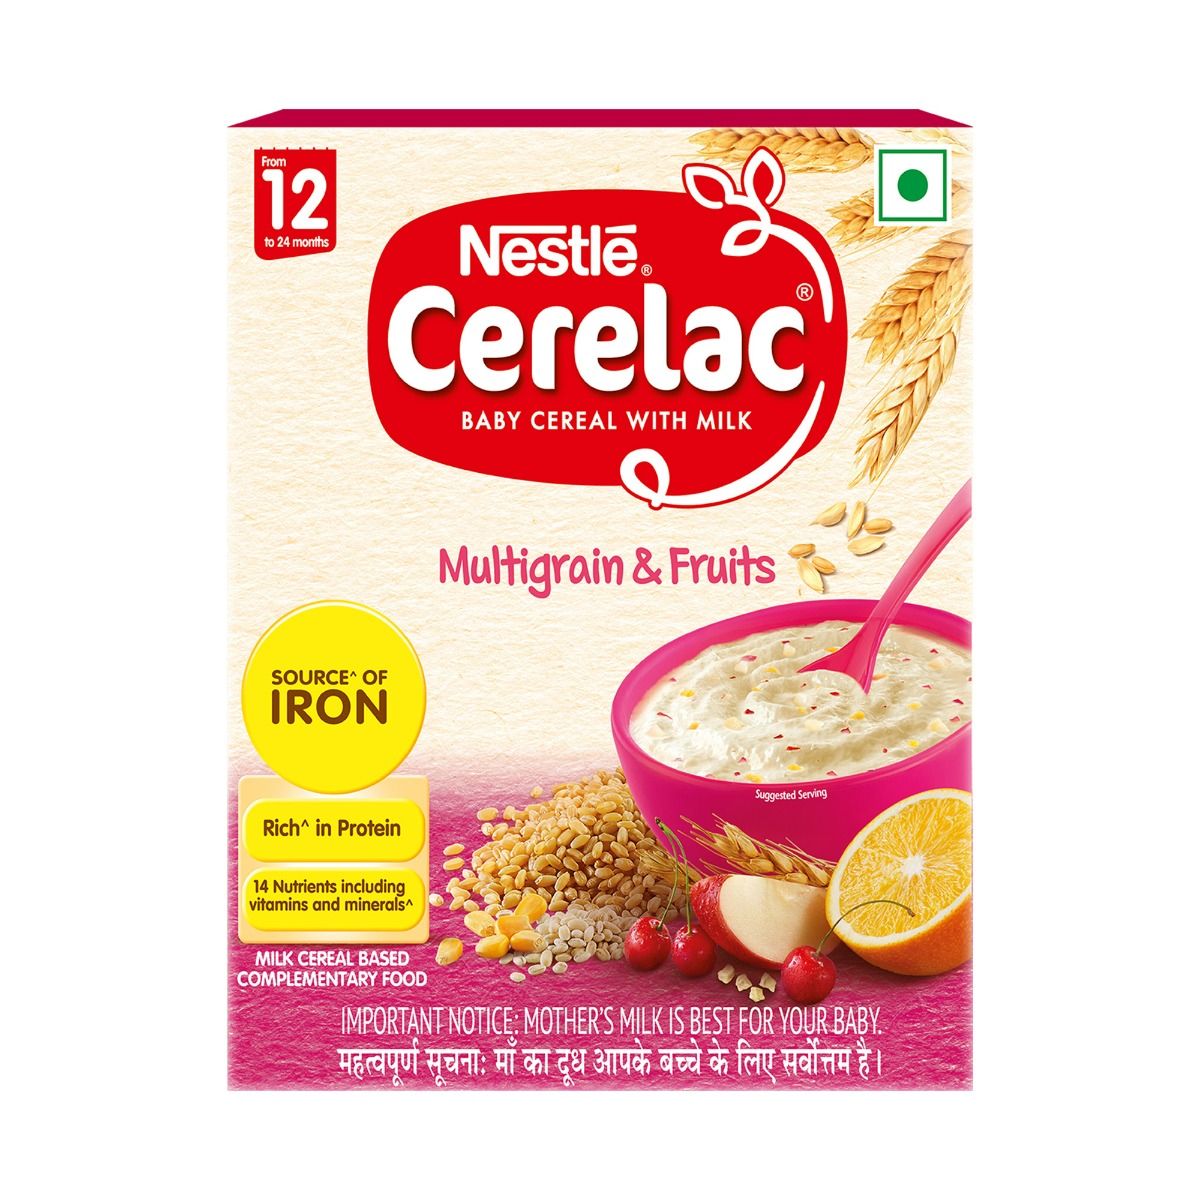 From
12
to 24 months
Nestlé®
Cerelac®
BABY CEREAL WITH MILK
Multigrain & Fruits
SOURCE^ OF
IRON
Rich^ in Protein
14 Nutrients including
vitamins and minerals^
MILK CEREAL BASED
COMPLEMENTARY FOOD
Suggested Serving
IMPORTANT NOTICE: MOTHER'S MILK IS BEST FOR YOUR BABY.
महत्वपूर्ण सूचनाः माँ का दूध आपके बच्चे के लिए सर्वोत्तम है।